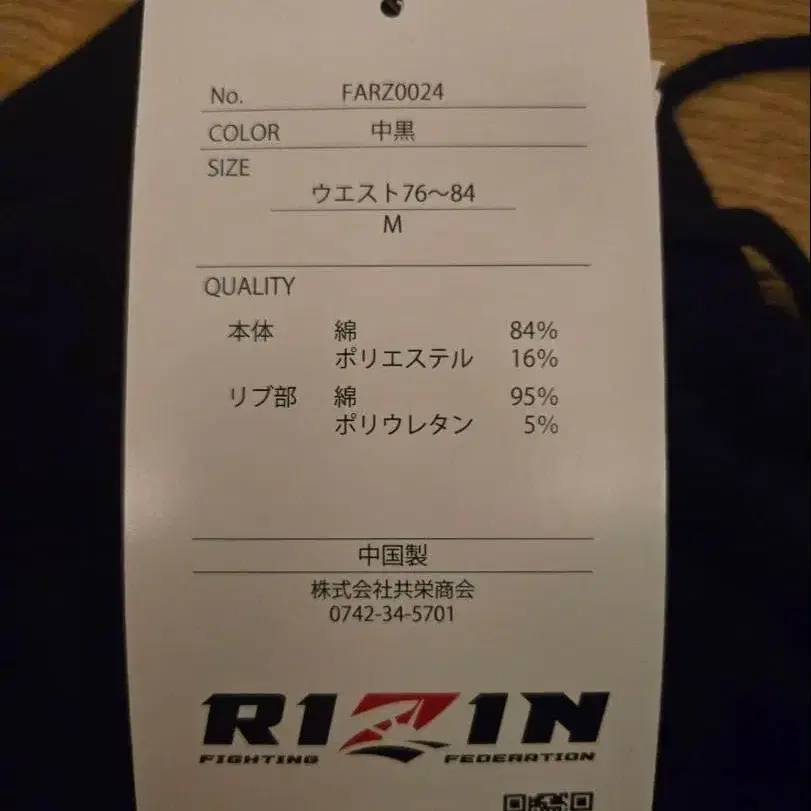 No. FARZ0024
COLOR 中黒
SIZE
ウエスト76～84
M
QUALITY
本体 綿 84%
ポリエステル 16%
リブ部 綿 95%
ポリウレタン 5%
中国製
株式会社共栄商会
0742-34-5701
RIZIN
FIGHTING FEDERATION